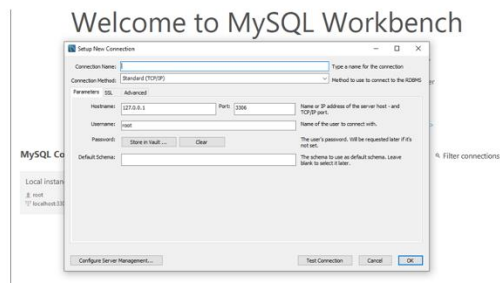 Welcome to MySQL Workbench
Setup New Connection
Connection Name:
Type a name for the connection
Connection Method:
Standard (TCP/IP)
Method to use to connect to the RDBMS
Parameters
SSL
Advanced
Hostname:
127.0.0.1
Port:
3306
Name or IP address of the server host - and
TCP/IP port.
Username:
root
Name of the user to connect with.
Password:
Store in Vault ...
Clear
The user's password. Will be requested later if it's
not set.
Default Schema:
The schema to use as default schema. Leave
blank to select it later.
MySQL Co
Filter connections
Local instan
root
localhost:330
Configure Server Management...
Test Connection
Cancel
OK